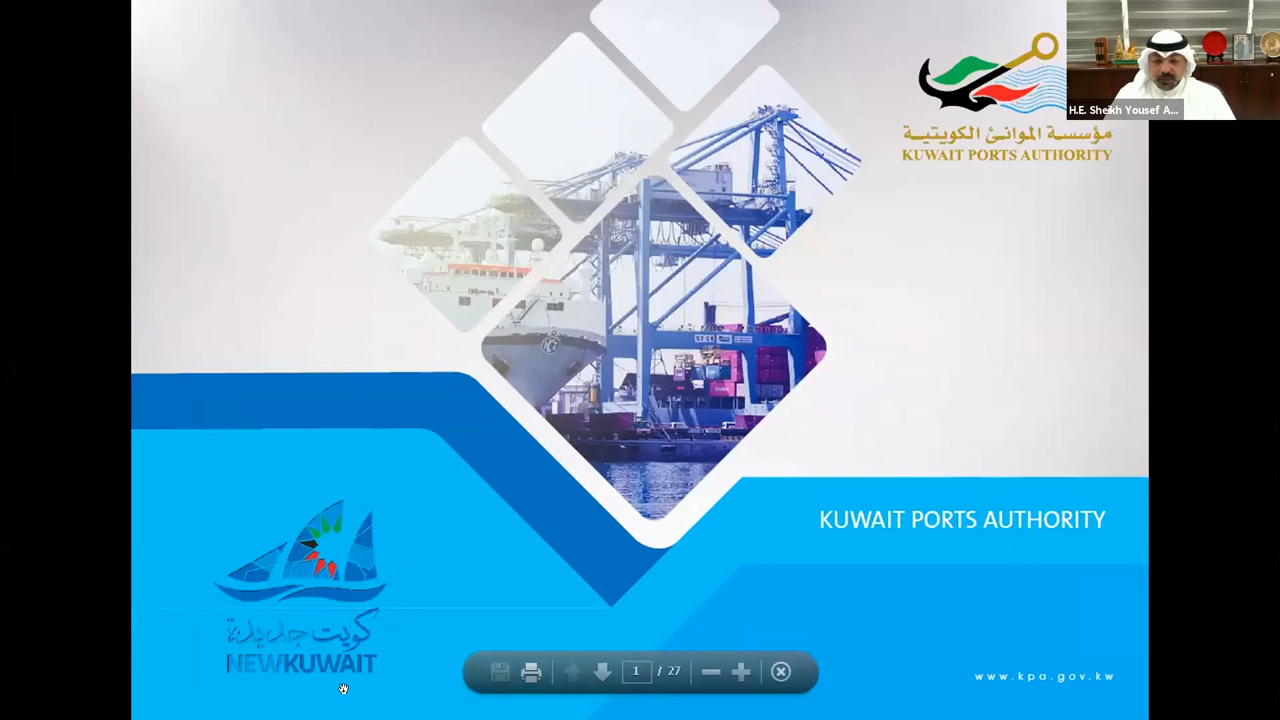 H.E. Sheikh Yousef A...
مؤسسة الموانئ الكويتية
KUWAIT PORTS AUTHORITY
KUWAIT PORTS AUTHORITY
كويت جديدة
NEWKUWAIT
1 / 27
www.kpa.gov.kw